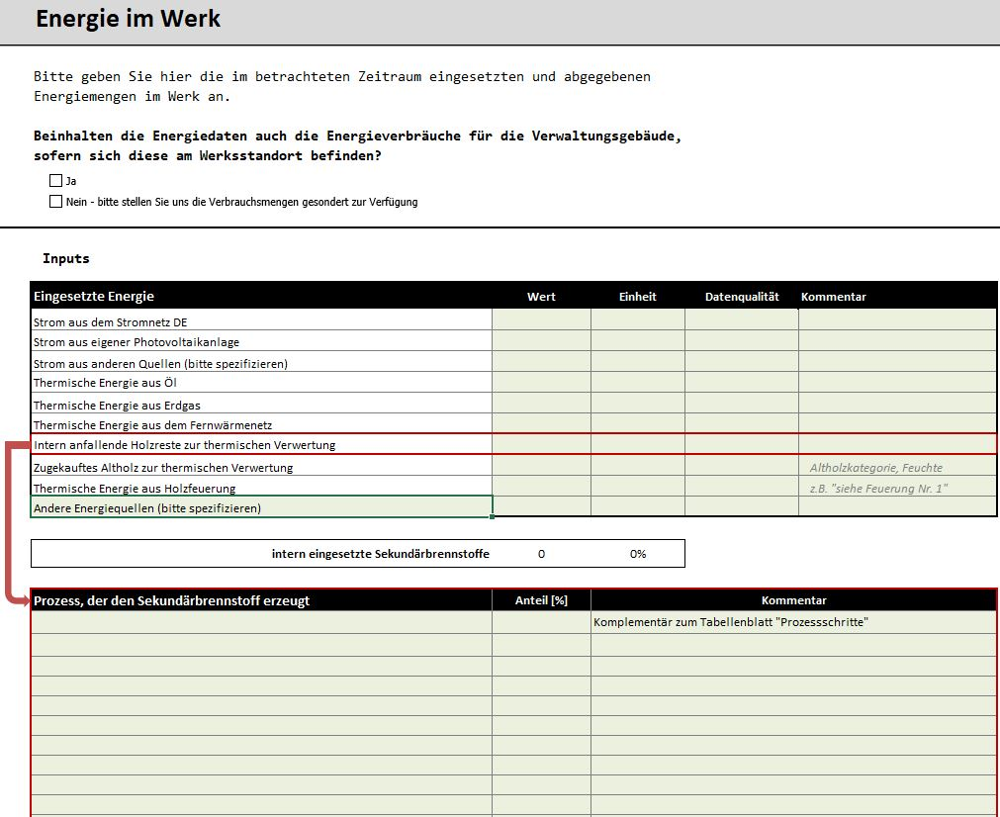 Energie im Werk
Bitte geben Sie hier die im betrachteten Zeitraum eingesetzten und abgegebenen
Energiemengen im Werk an.
Beinhalten die Energiedaten auch die Energieverbräuche für die Verwaltungsgebäude,
sofern sich diese am Werksstandort befinden?
Ja
Nein - bitte stellen Sie uns die Verbrauchsmengen gesondert zur Verfügung
Inputs
Eingesetzte Energie Wert Einheit Datenqualität Kommentar
Strom aus dem Stromnetz DE
Strom aus eigener Photovoltaikanlage
Strom aus anderen Quellen (bitte spezifizieren)
Thermische Energie aus Öl
Thermische Energie aus Erdgas
Thermische Energie aus dem Fernwärmenetz
Intern anfallende Holzreste zur thermischen Verwertung
Zugekauftes Altholz zur thermischen Verwertung Altholzkategorie, Feuchte
Thermische Energie aus Holzfeuerung z.B. "siehe Feuerung Nr. 1"
Andere Energiequellen (bitte spezifizieren)
intern eingesetzte Sekundärbrennstoffe 0 0%
Prozess, der den Sekundärbrennstoff erzeugt Anteil [%] Kommentar
Komplementär zum Tabellenblatt "Prozessschritte"